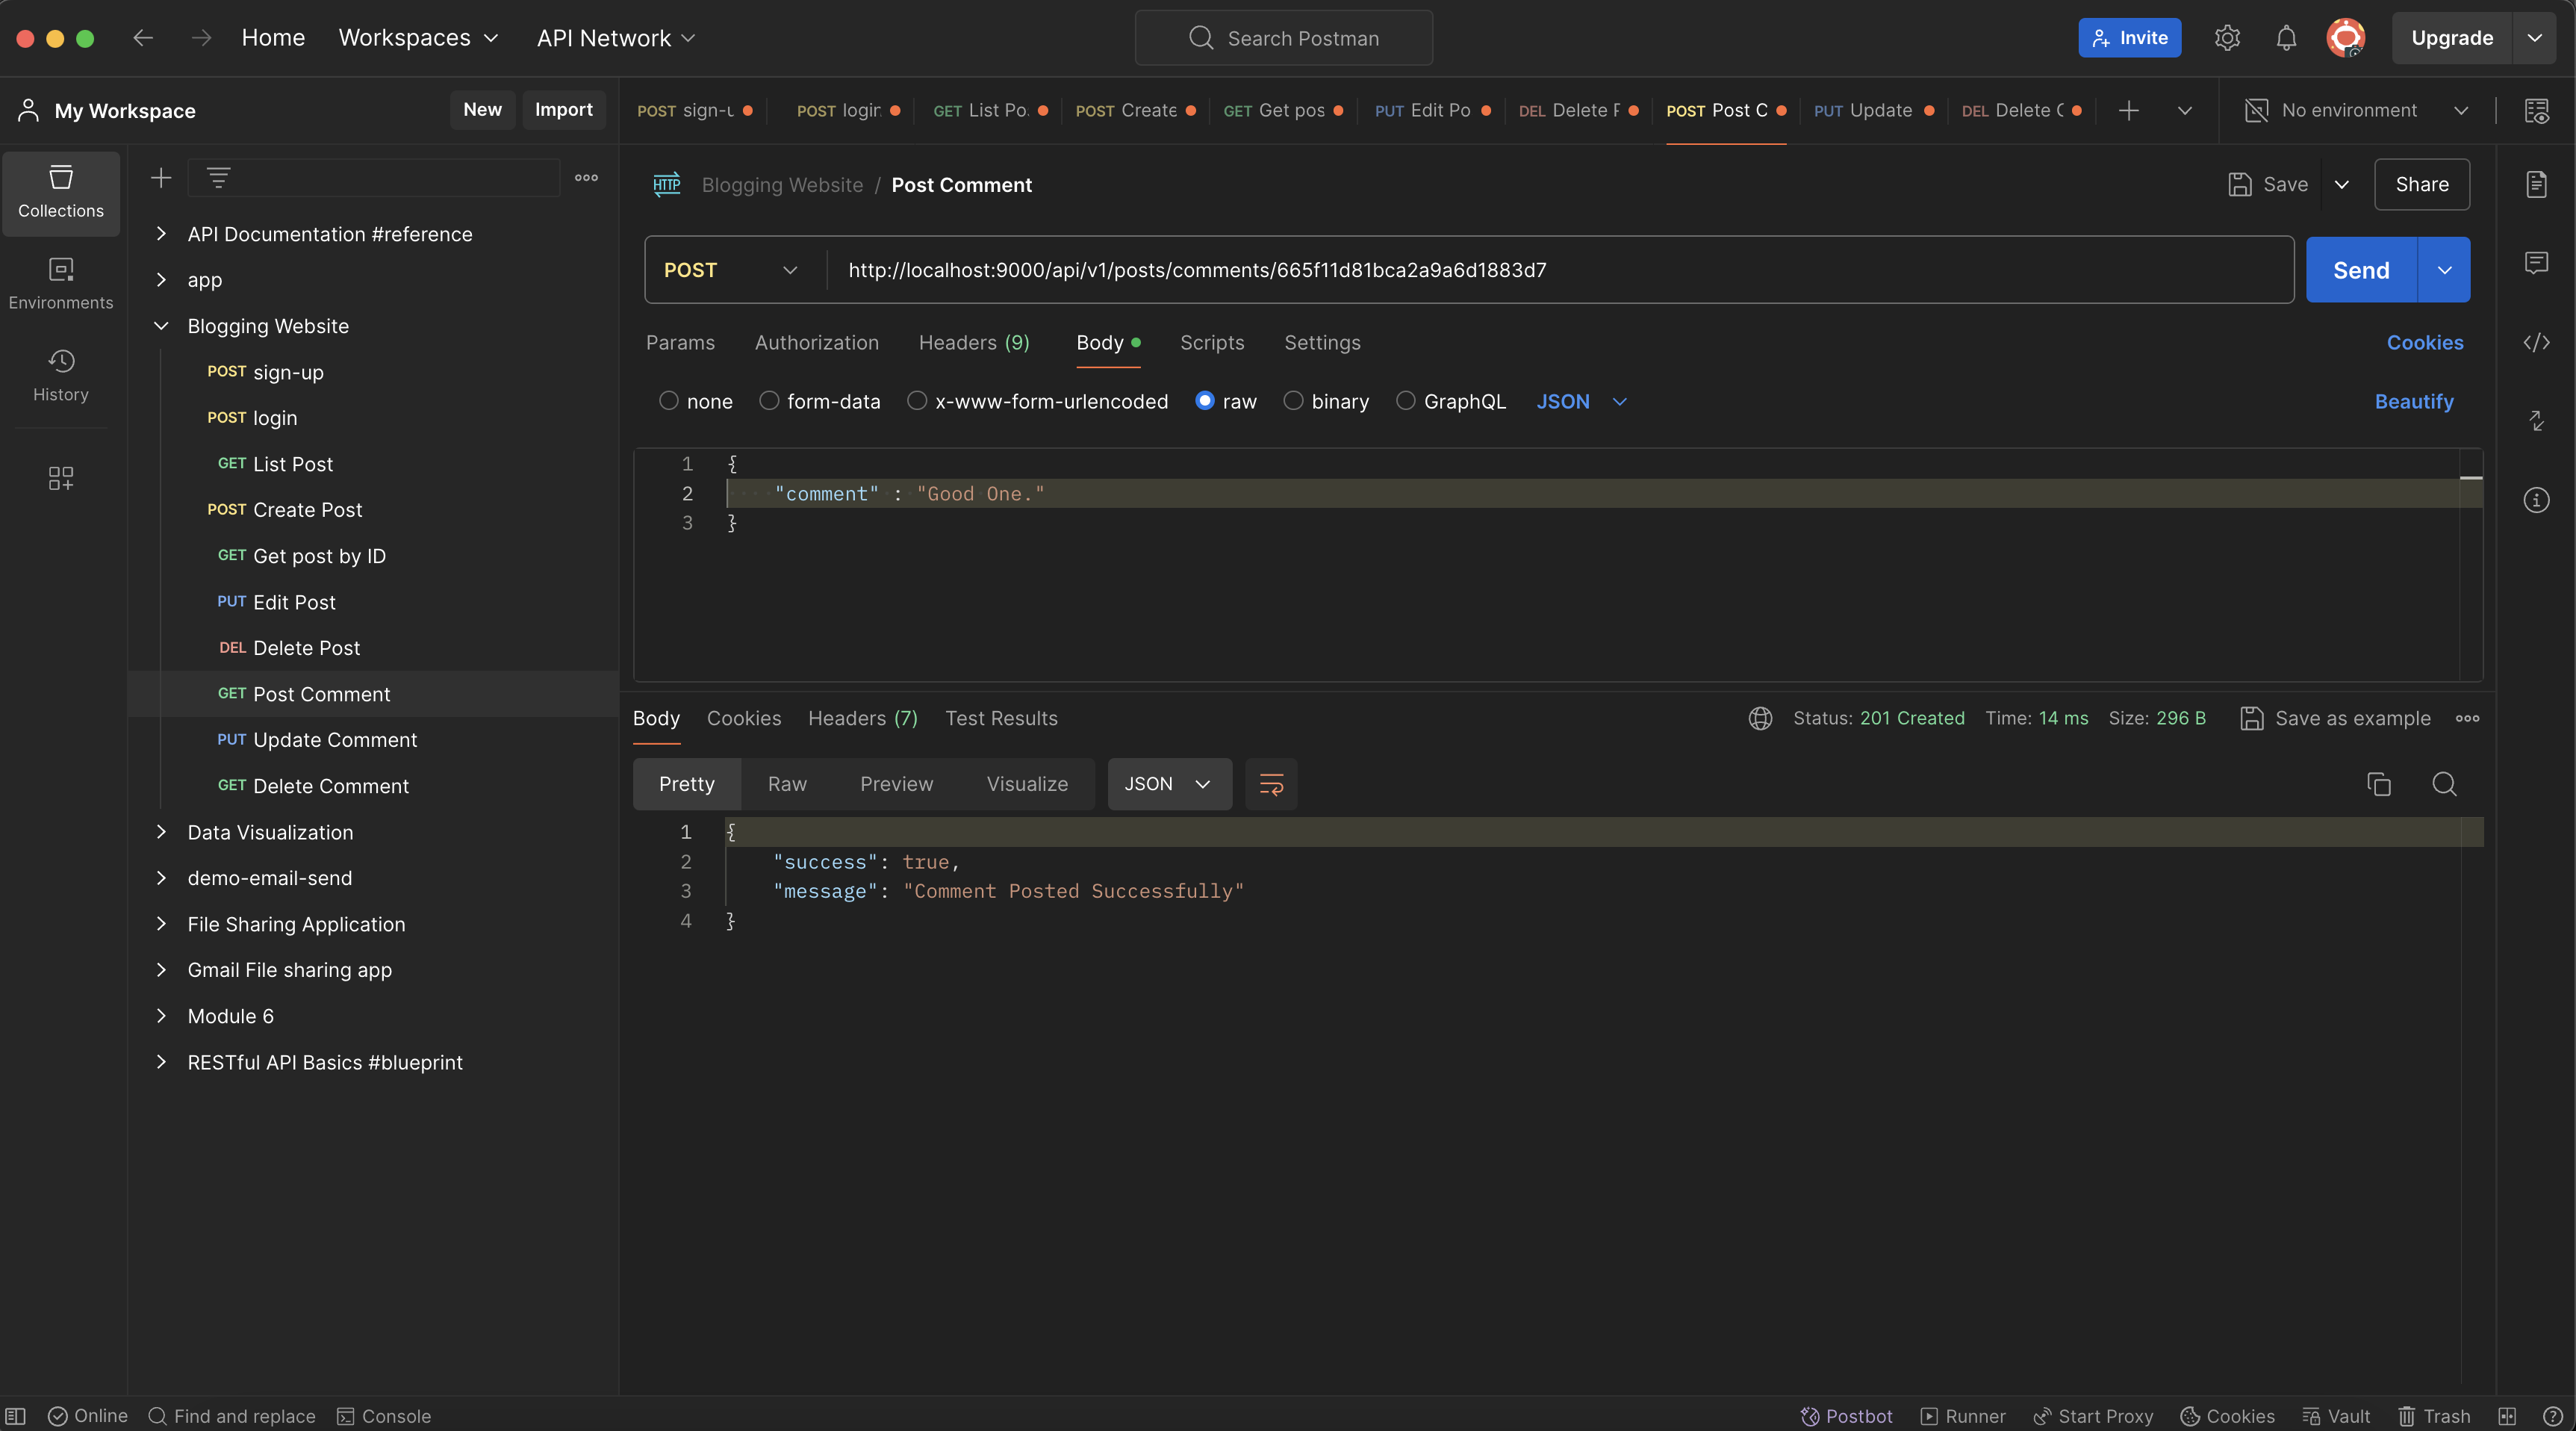 Home Workspaces API Network Search Postman Invite Upgrade
My Workspace New Import
POST sign-u POST login GET List Po. POST Create GET Get pos PUT Edit Po DEL Delete P POST Post C PUT Update DEL Delete C No environment
Collections
Environments
History
API Documentation #reference
app
Blogging Website
POST sign-up
POST login
GET List Post
POST Create Post
GET Get post by ID
PUT Edit Post
DEL Delete Post
GET Post Comment
PUT Update Comment
GET Delete Comment
Data Visualization
demo-email-send
File Sharing Application
Gmail File sharing app
Module 6
RESTful API Basics #blueprint
HTTP Blogging Website / Post Comment Save Share
POST http://localhost:9000/api/v1/posts/comments/665f11d81bca2a9a6d1883d7 Send
Params Authorization Headers (9) Body Scripts Settings Cookies
none form-data x-www-form-urlencoded raw binary GraphQL JSON Beautify
1 {
2 "comment" : "Good One."
3 }
Body Cookies Headers (7) Test Results Status: 201 Created Time: 14 ms Size: 296 B Save as example
Pretty Raw Preview Visualize JSON
1 {
2 "success": true,
3 "message": "Comment Posted Successfully"
4 }
Online Find and replace Console Postbot Runner Start Proxy Cookies Vault Trash